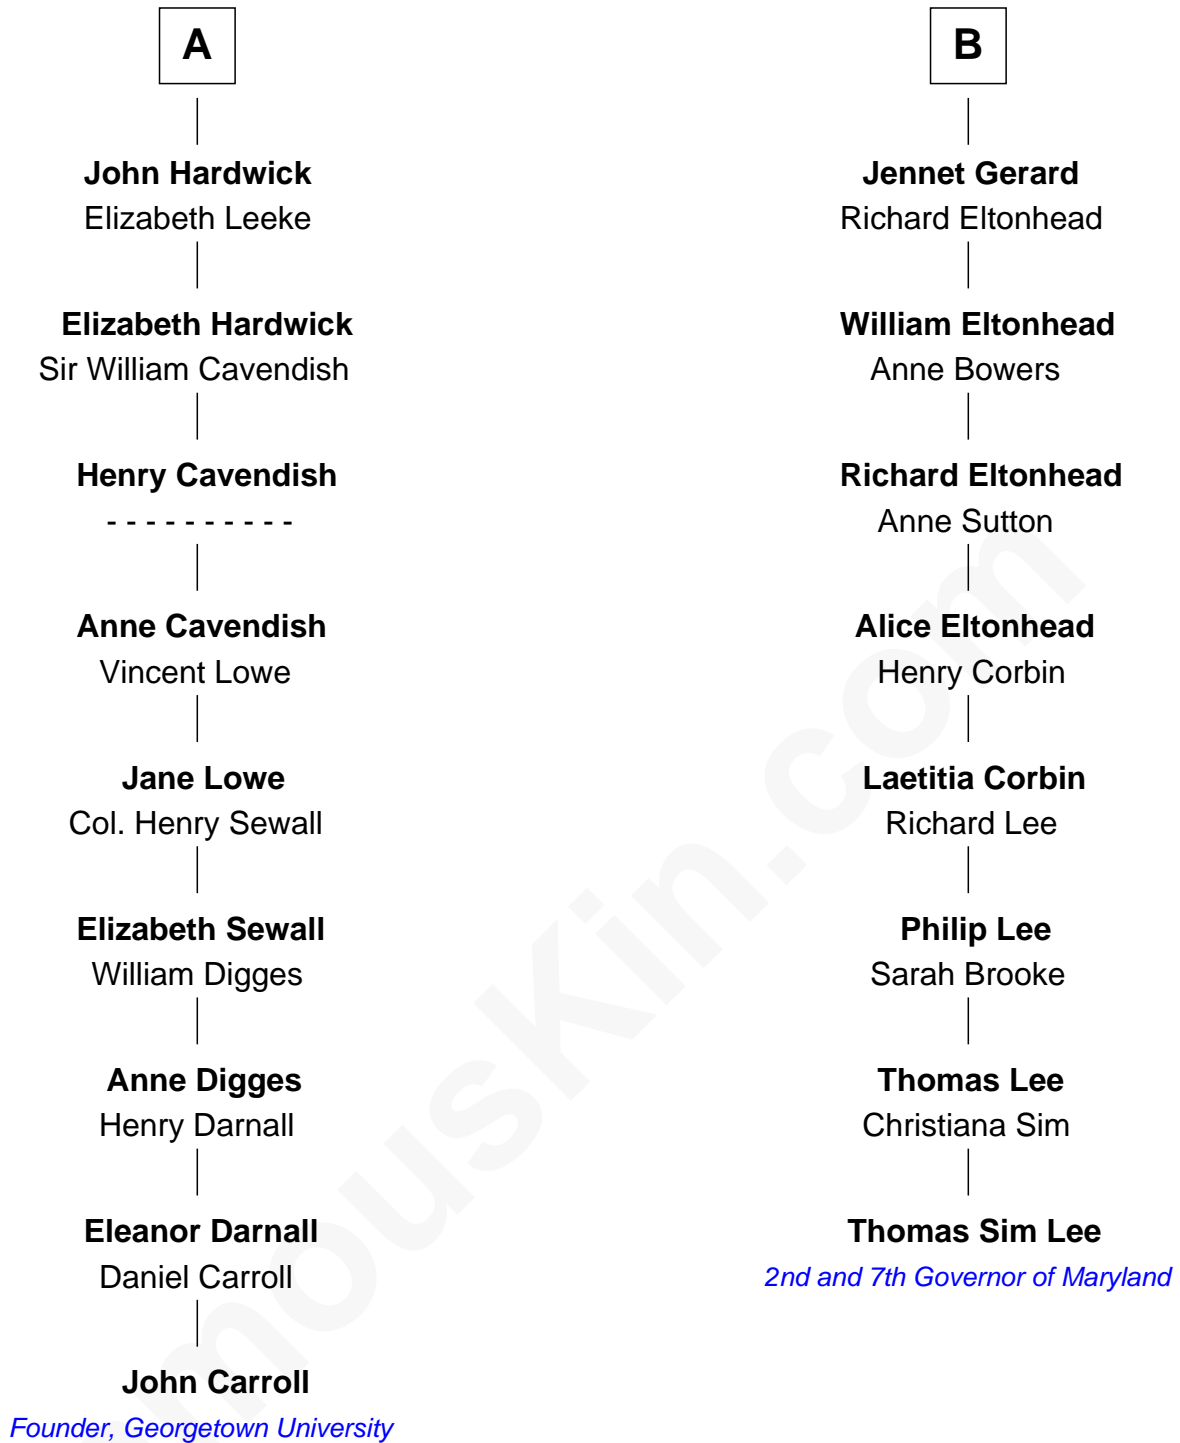 A
John Hardwick
Elizabeth Leeke
Elizabeth Hardwick
Sir William Cavendish
Henry Cavendish
- - - - - - - - - -
Anne Cavendish
Vincent Lowe
Jane Lowe
Col. Henry Sewall
Elizabeth Sewall
William Digges
Anne Digges
Henry Darnall
Eleanor Darnall
Daniel Carroll
John Carroll
Founder, Georgetown University
B
Jennet Gerard
Richard Eltonhead
William Eltonhead
Anne Bowers
Richard Eltonhead
Anne Sutton
Alice Eltonhead
Henry Corbin
Laetitia Corbin
Richard Lee
Philip Lee
Sarah Brooke
Thomas Lee
Christiana Sim
Thomas Sim Lee
2nd and 7th Governor of Maryland
mouskin.com